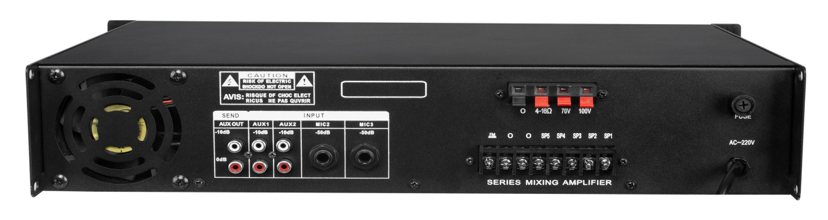 CAUTION
RISK OF ELECTRIC
SHOCKDO NOT OPEN
AVIS: RISQUE DF CHOC ELECT
RICUS NE PAS QUVRIR
SEND INPUT
AUX OUT AUX1 AUX2 MIC2 MIC3
-10dB -10dB -10dB -50dB -50dB
0dB
O 4-16Ω 70V 100V
O O SP5 SP4 SP3 SP2 SP1
SERIES MIXING AMPLIFIER
FUSE
AC~220V